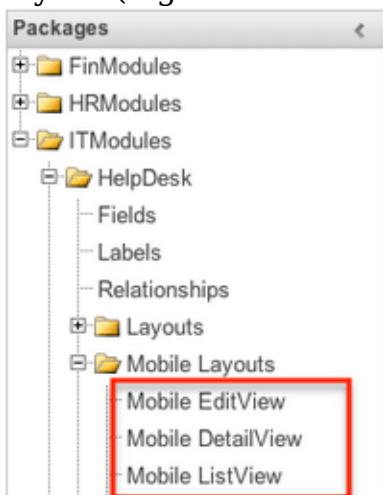 Packages
FinModules
HRModules
ITModules
HelpDesk
Fields
Labels
Relationships
Layouts
Mobile Layouts
Mobile EditView
Mobile DetailView
Mobile ListView